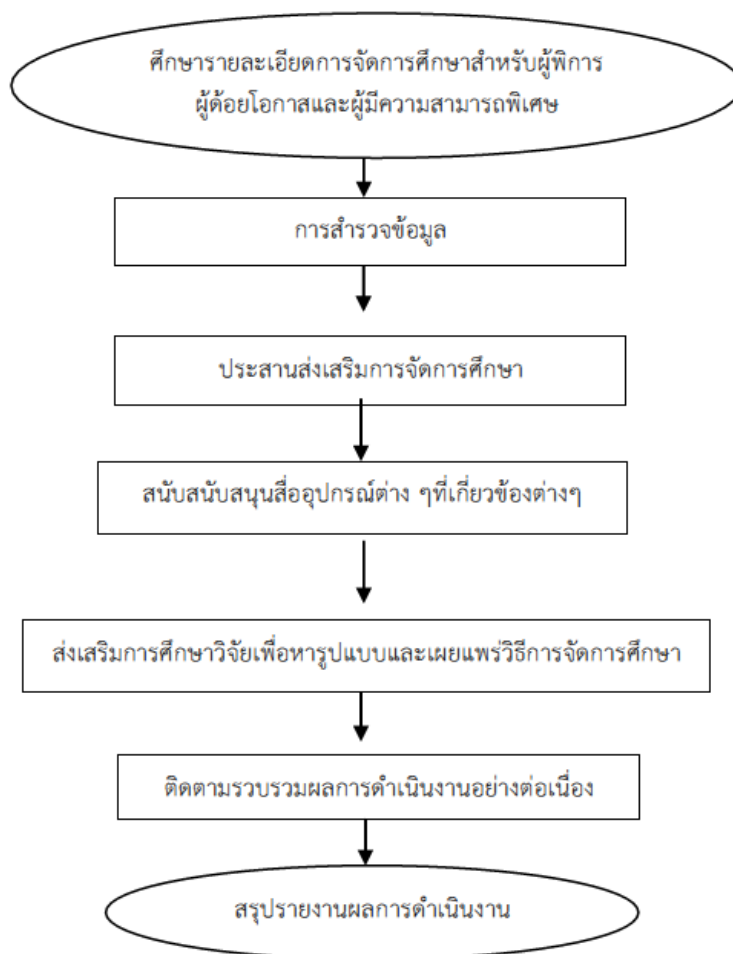 ศึกษารายละเอียดการจัดการศึกษาสำหรับผู้พิการ
ผู้ด้อยโอกาสและผู้มีความสามารถพิเศษ
การสำรวจข้อมูล
ประสานส่งเสริมการจัดการศึกษา
สนับสนับสนุนสื่ออุปกรณ์ต่าง ๆที่เกี่ยวข้องต่างๆ
ส่งเสริมการศึกษาวิจัยเพื่อหารูปแบบและเผยแพร่วิธีการจัดการศึกษา
ติดตามรวบรวมผลการดำเนินงานอย่างต่อเนื่อง
สรุปรายงานผลการดำเนินงาน